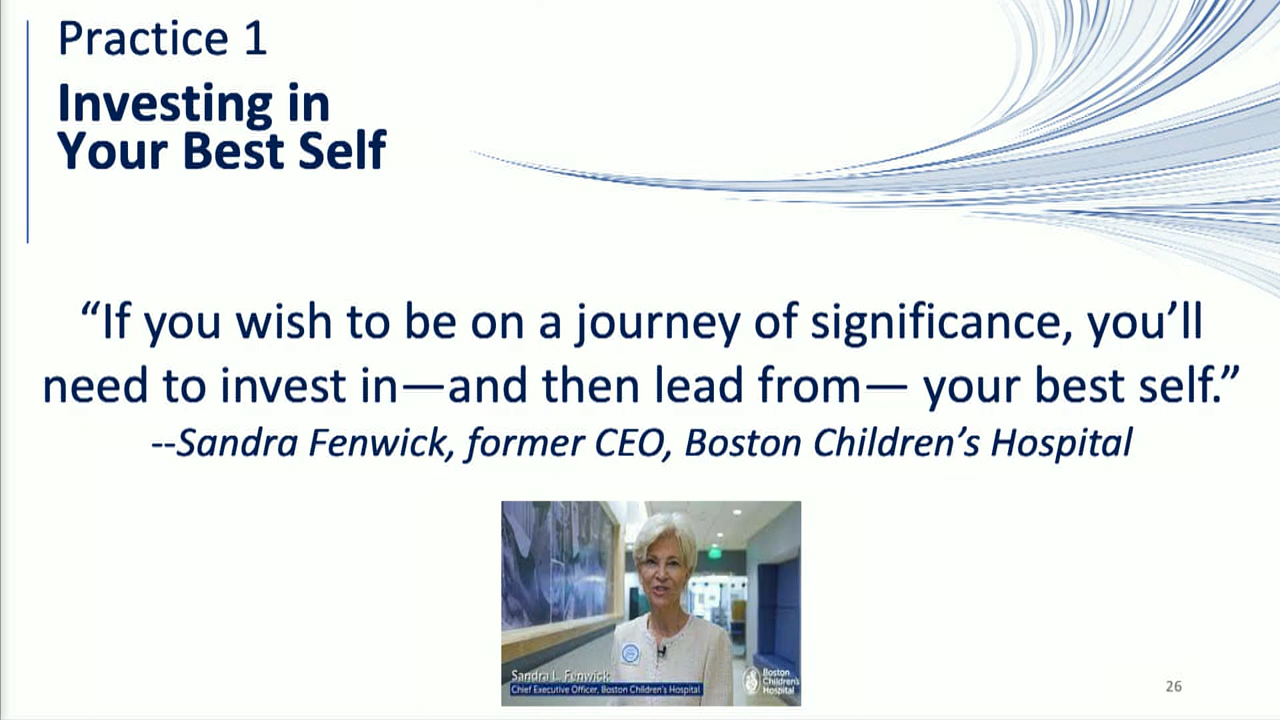 Practice 1
Investing in
Your Best Self
“If you wish to be on a journey of significance, you’ll
need to invest in—and then lead from— your best self.”
--Sandra Fenwick, former CEO, Boston Children’s Hospital
Sandra L. Fenwick
Chief Executive Officer, Boston Children's Hospital
Boston
Children's
Hospital
26